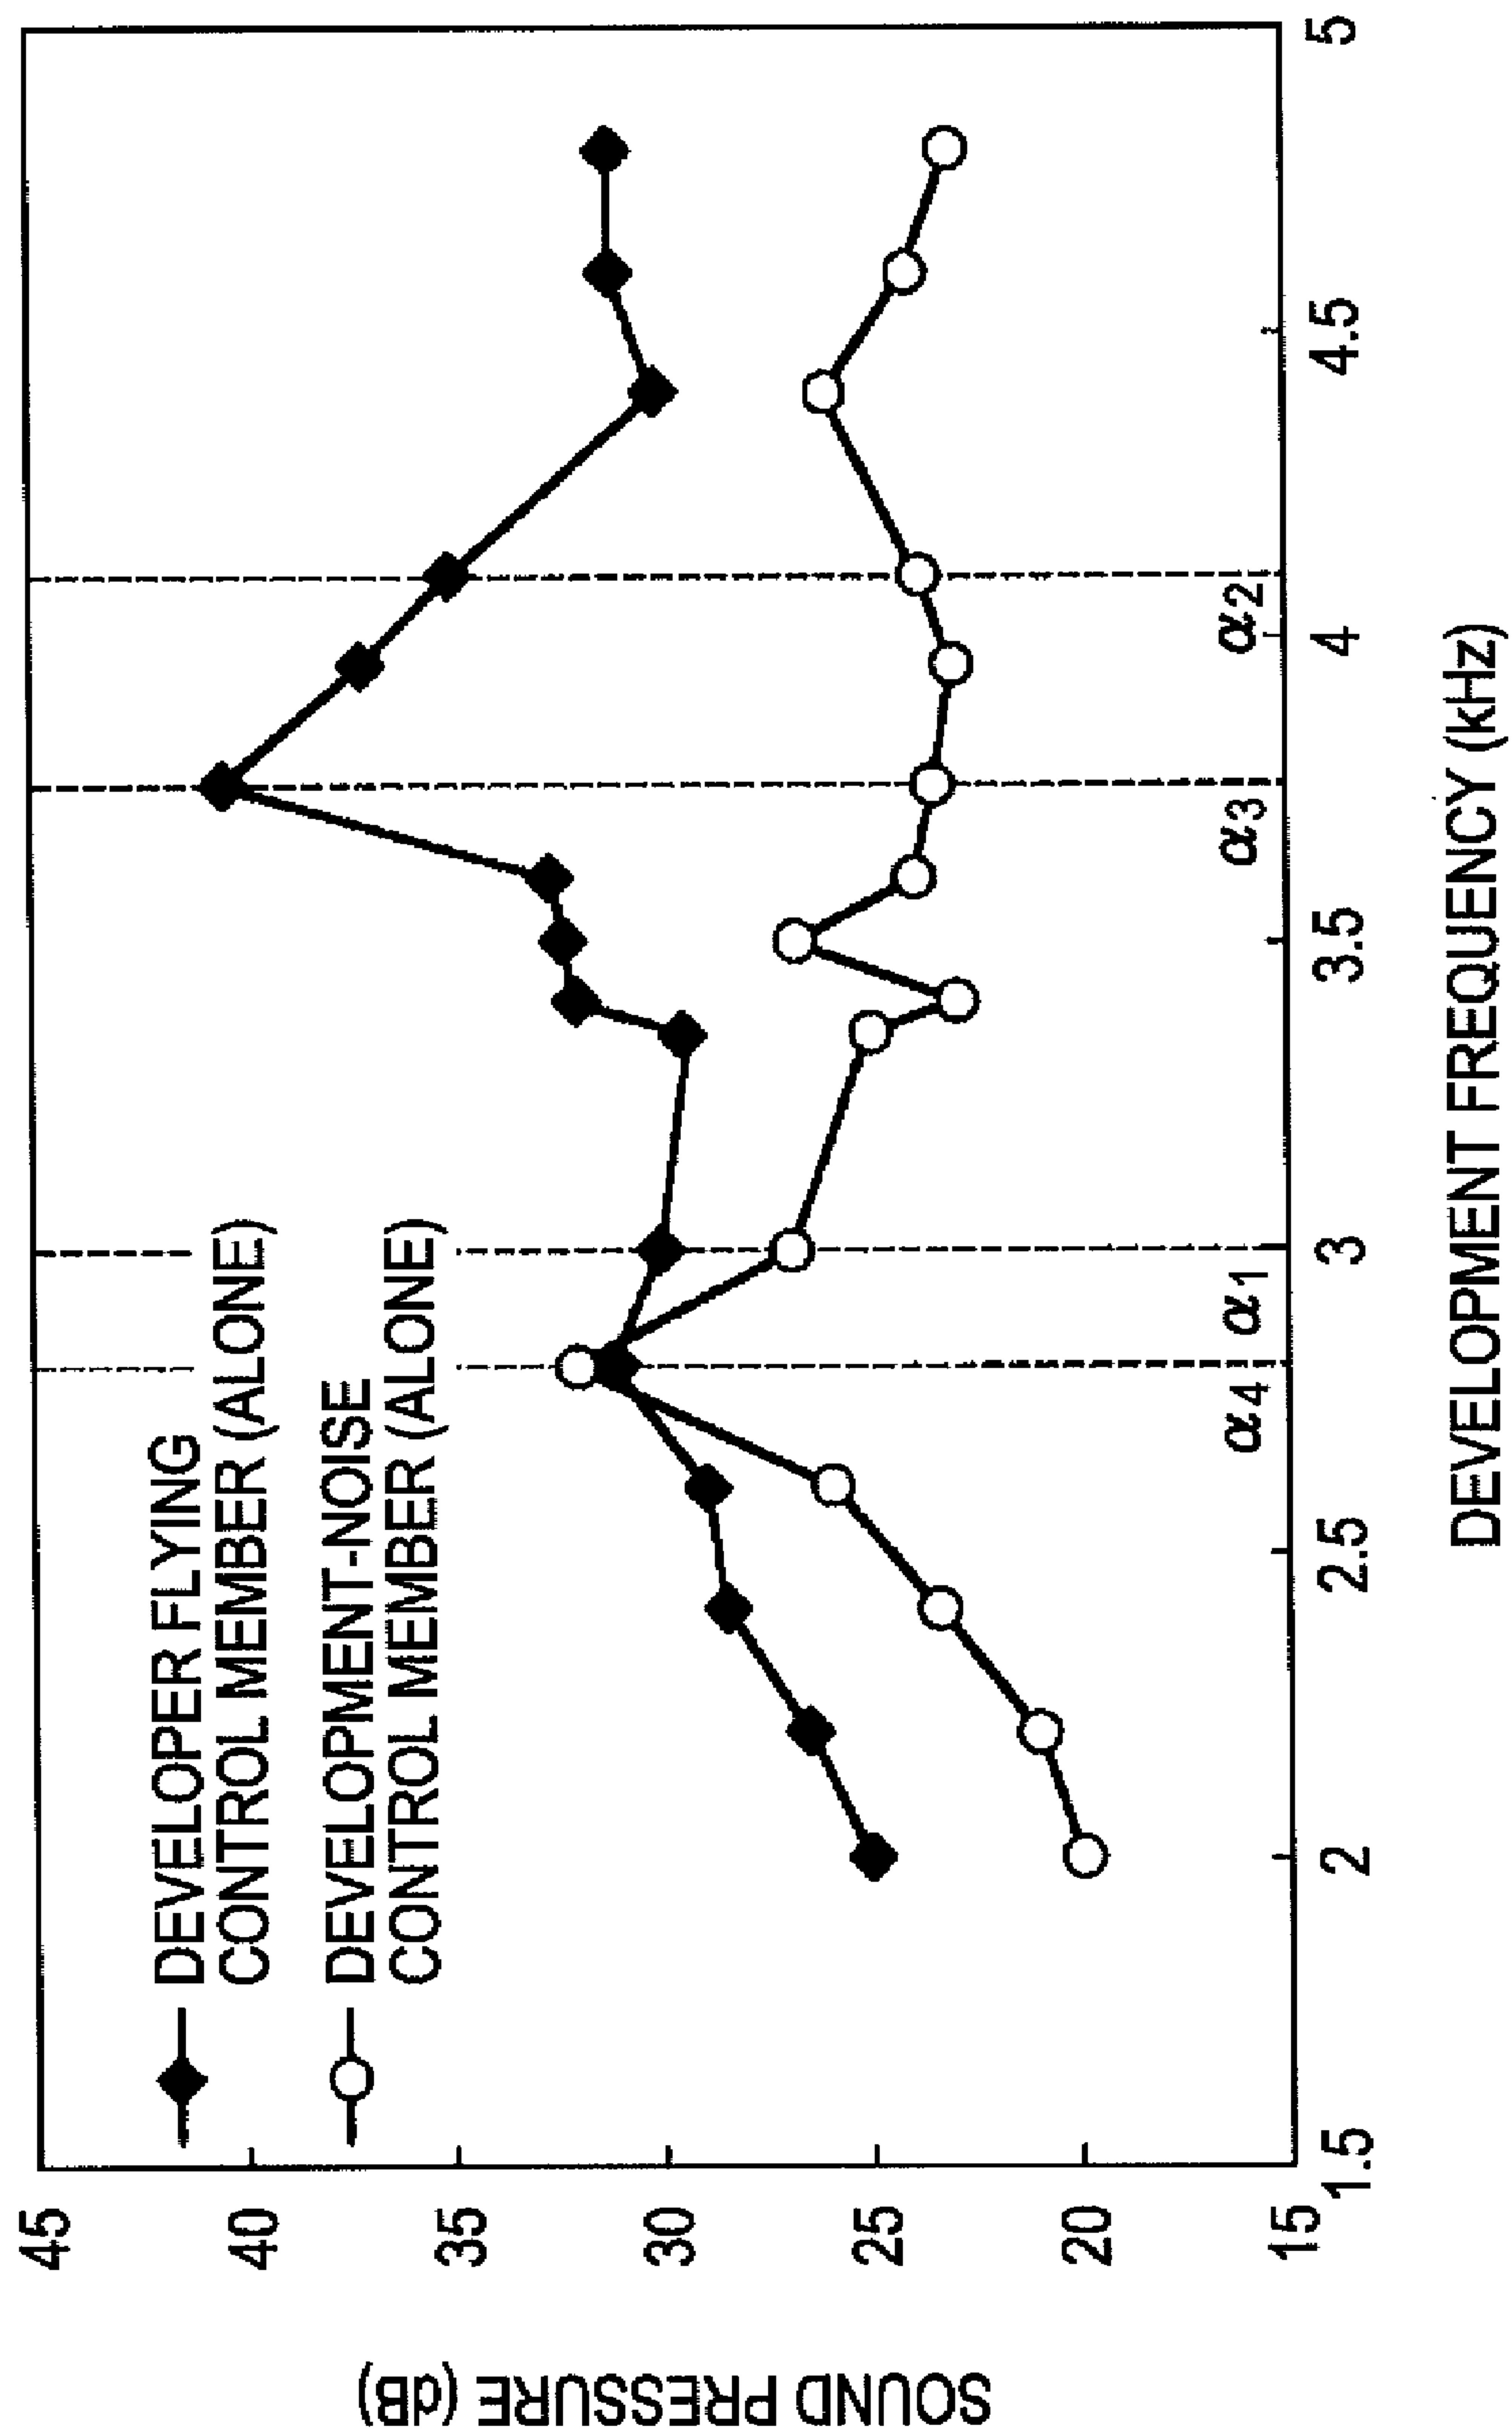 SOUND PRESSURE (dB)
45
40
35
30
25
20
15
DEVELOPER FLYING
CONTROL MEMBER (ALONE)
DEVELOPMENT-NOISE
CONTROL MEMBER (ALONE)
α4
α1
α3
α2
1.5
2
2.5
3
3.5
4
4.5
5
DEVELOPMENT FREQUENCY (kHz)